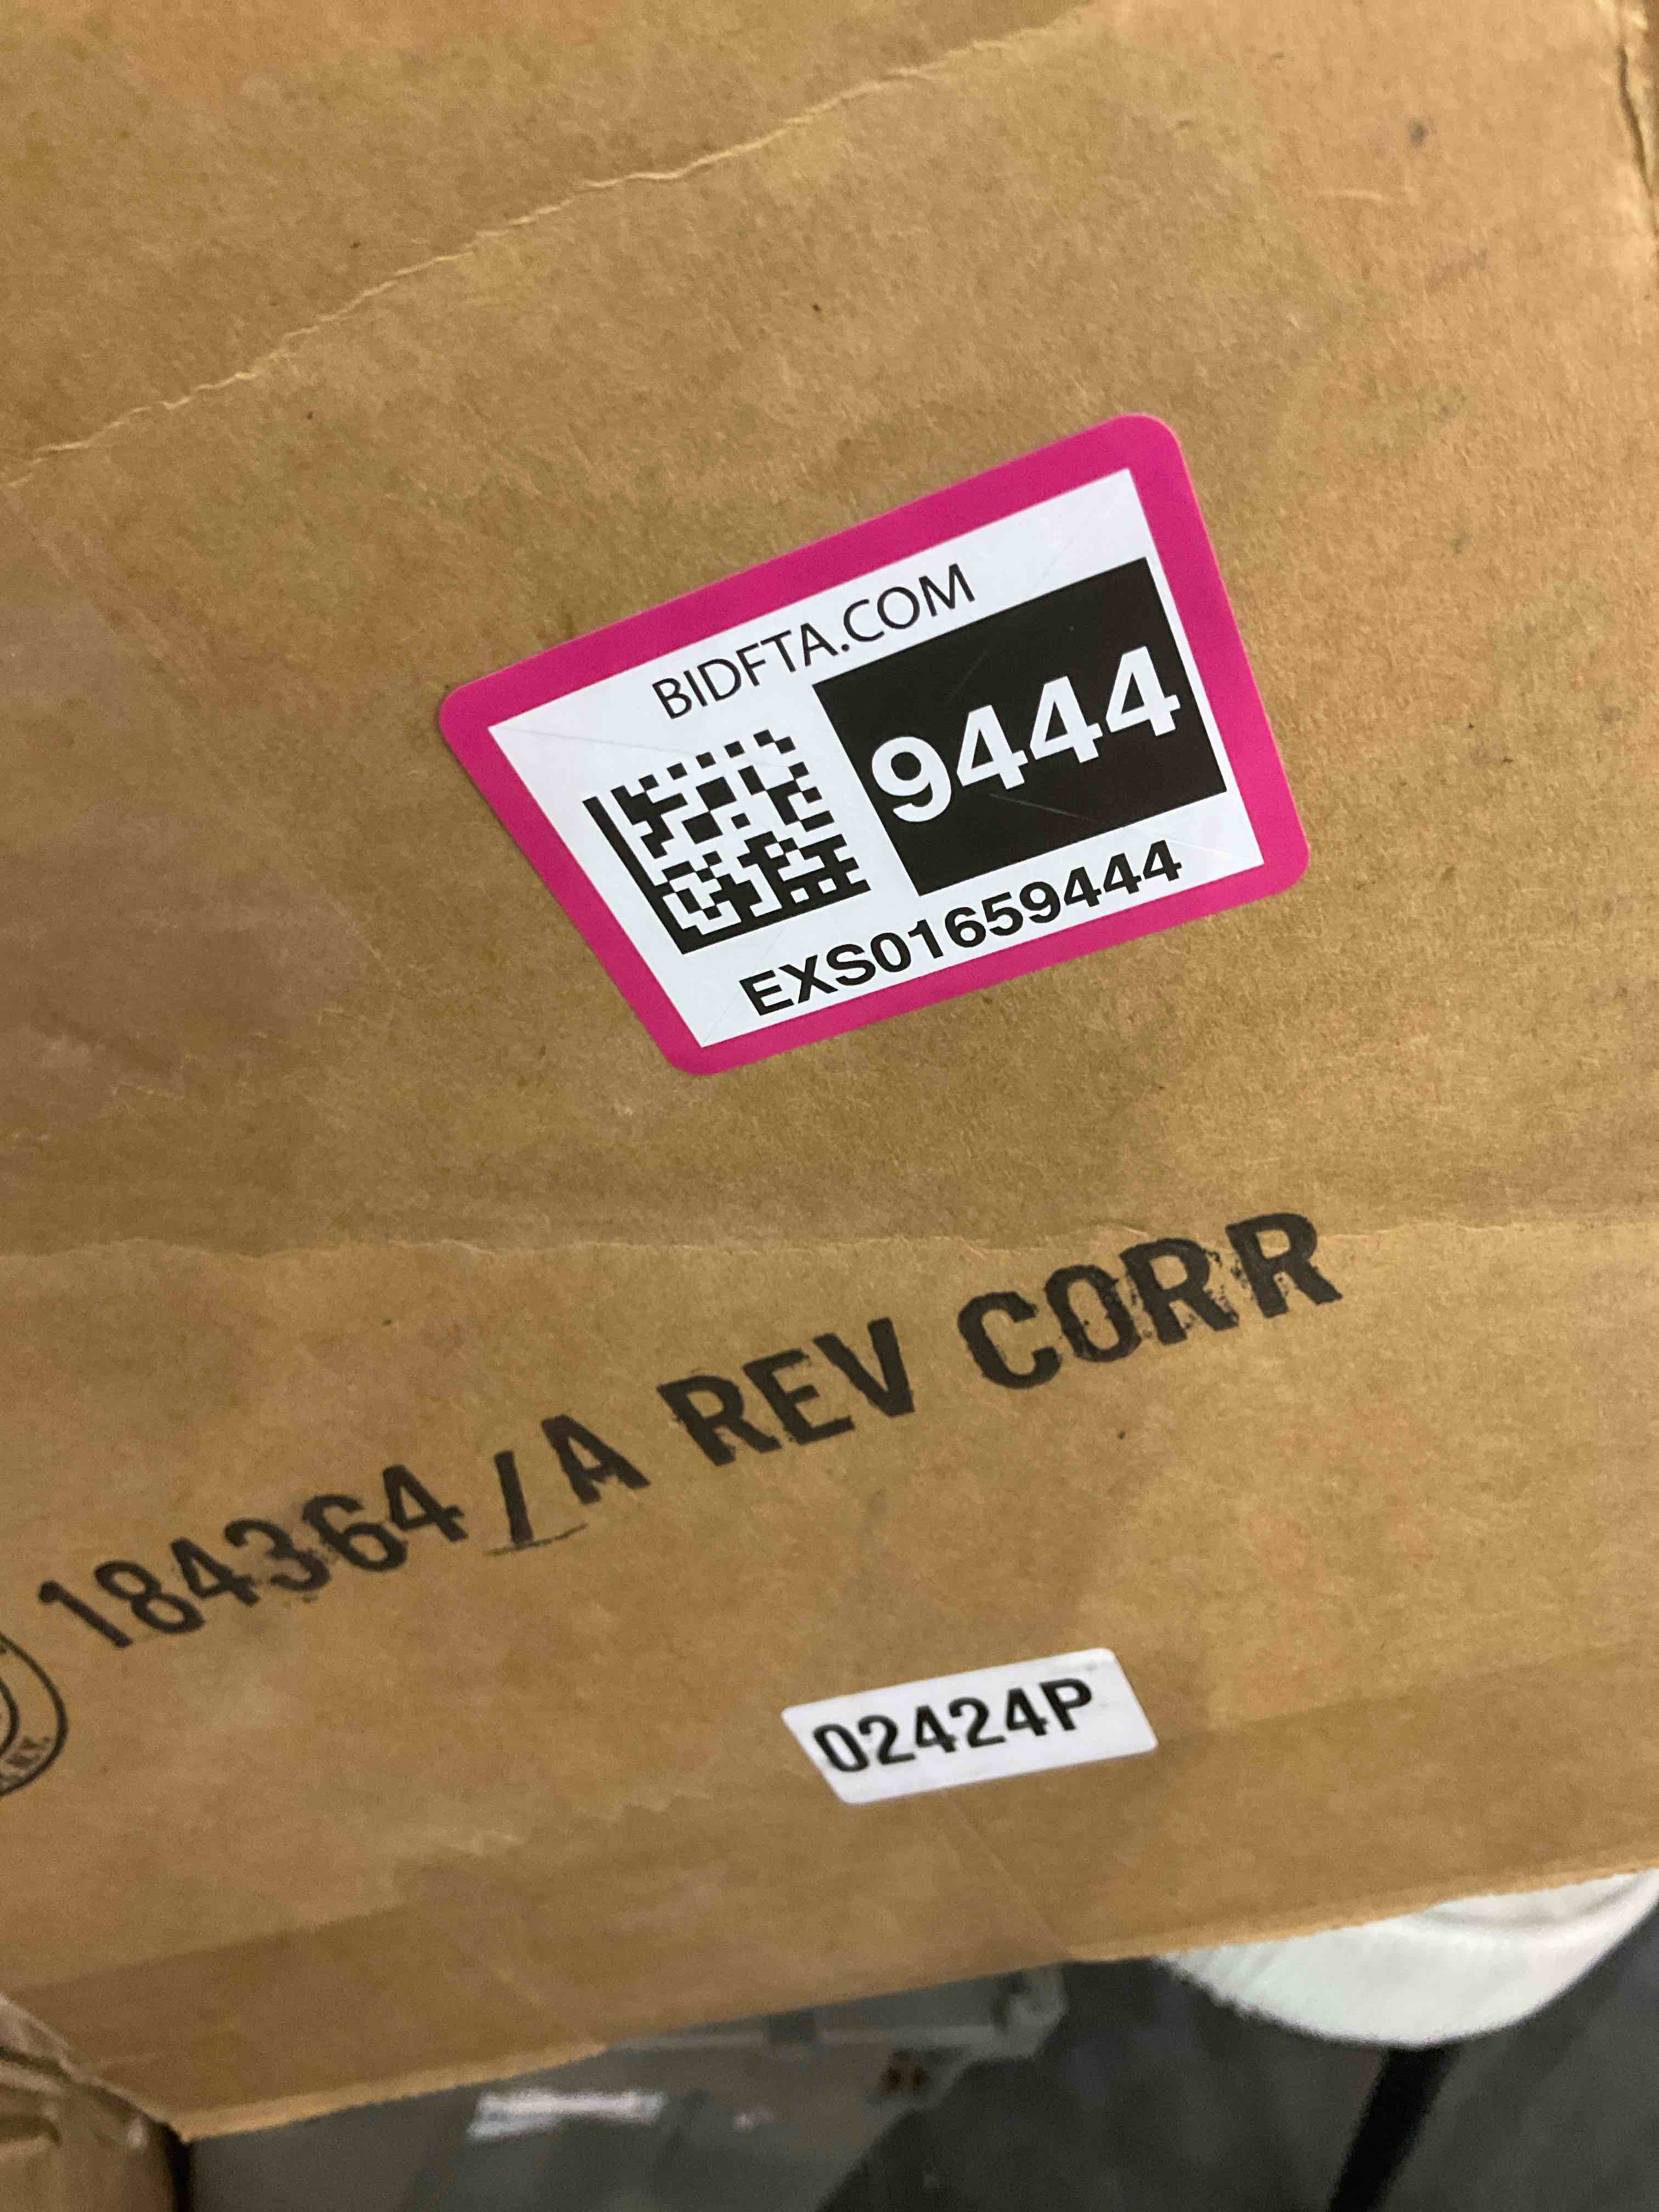 BIDFTA.COM
9444
EXS01659444
184364/A REV CORR
02424P